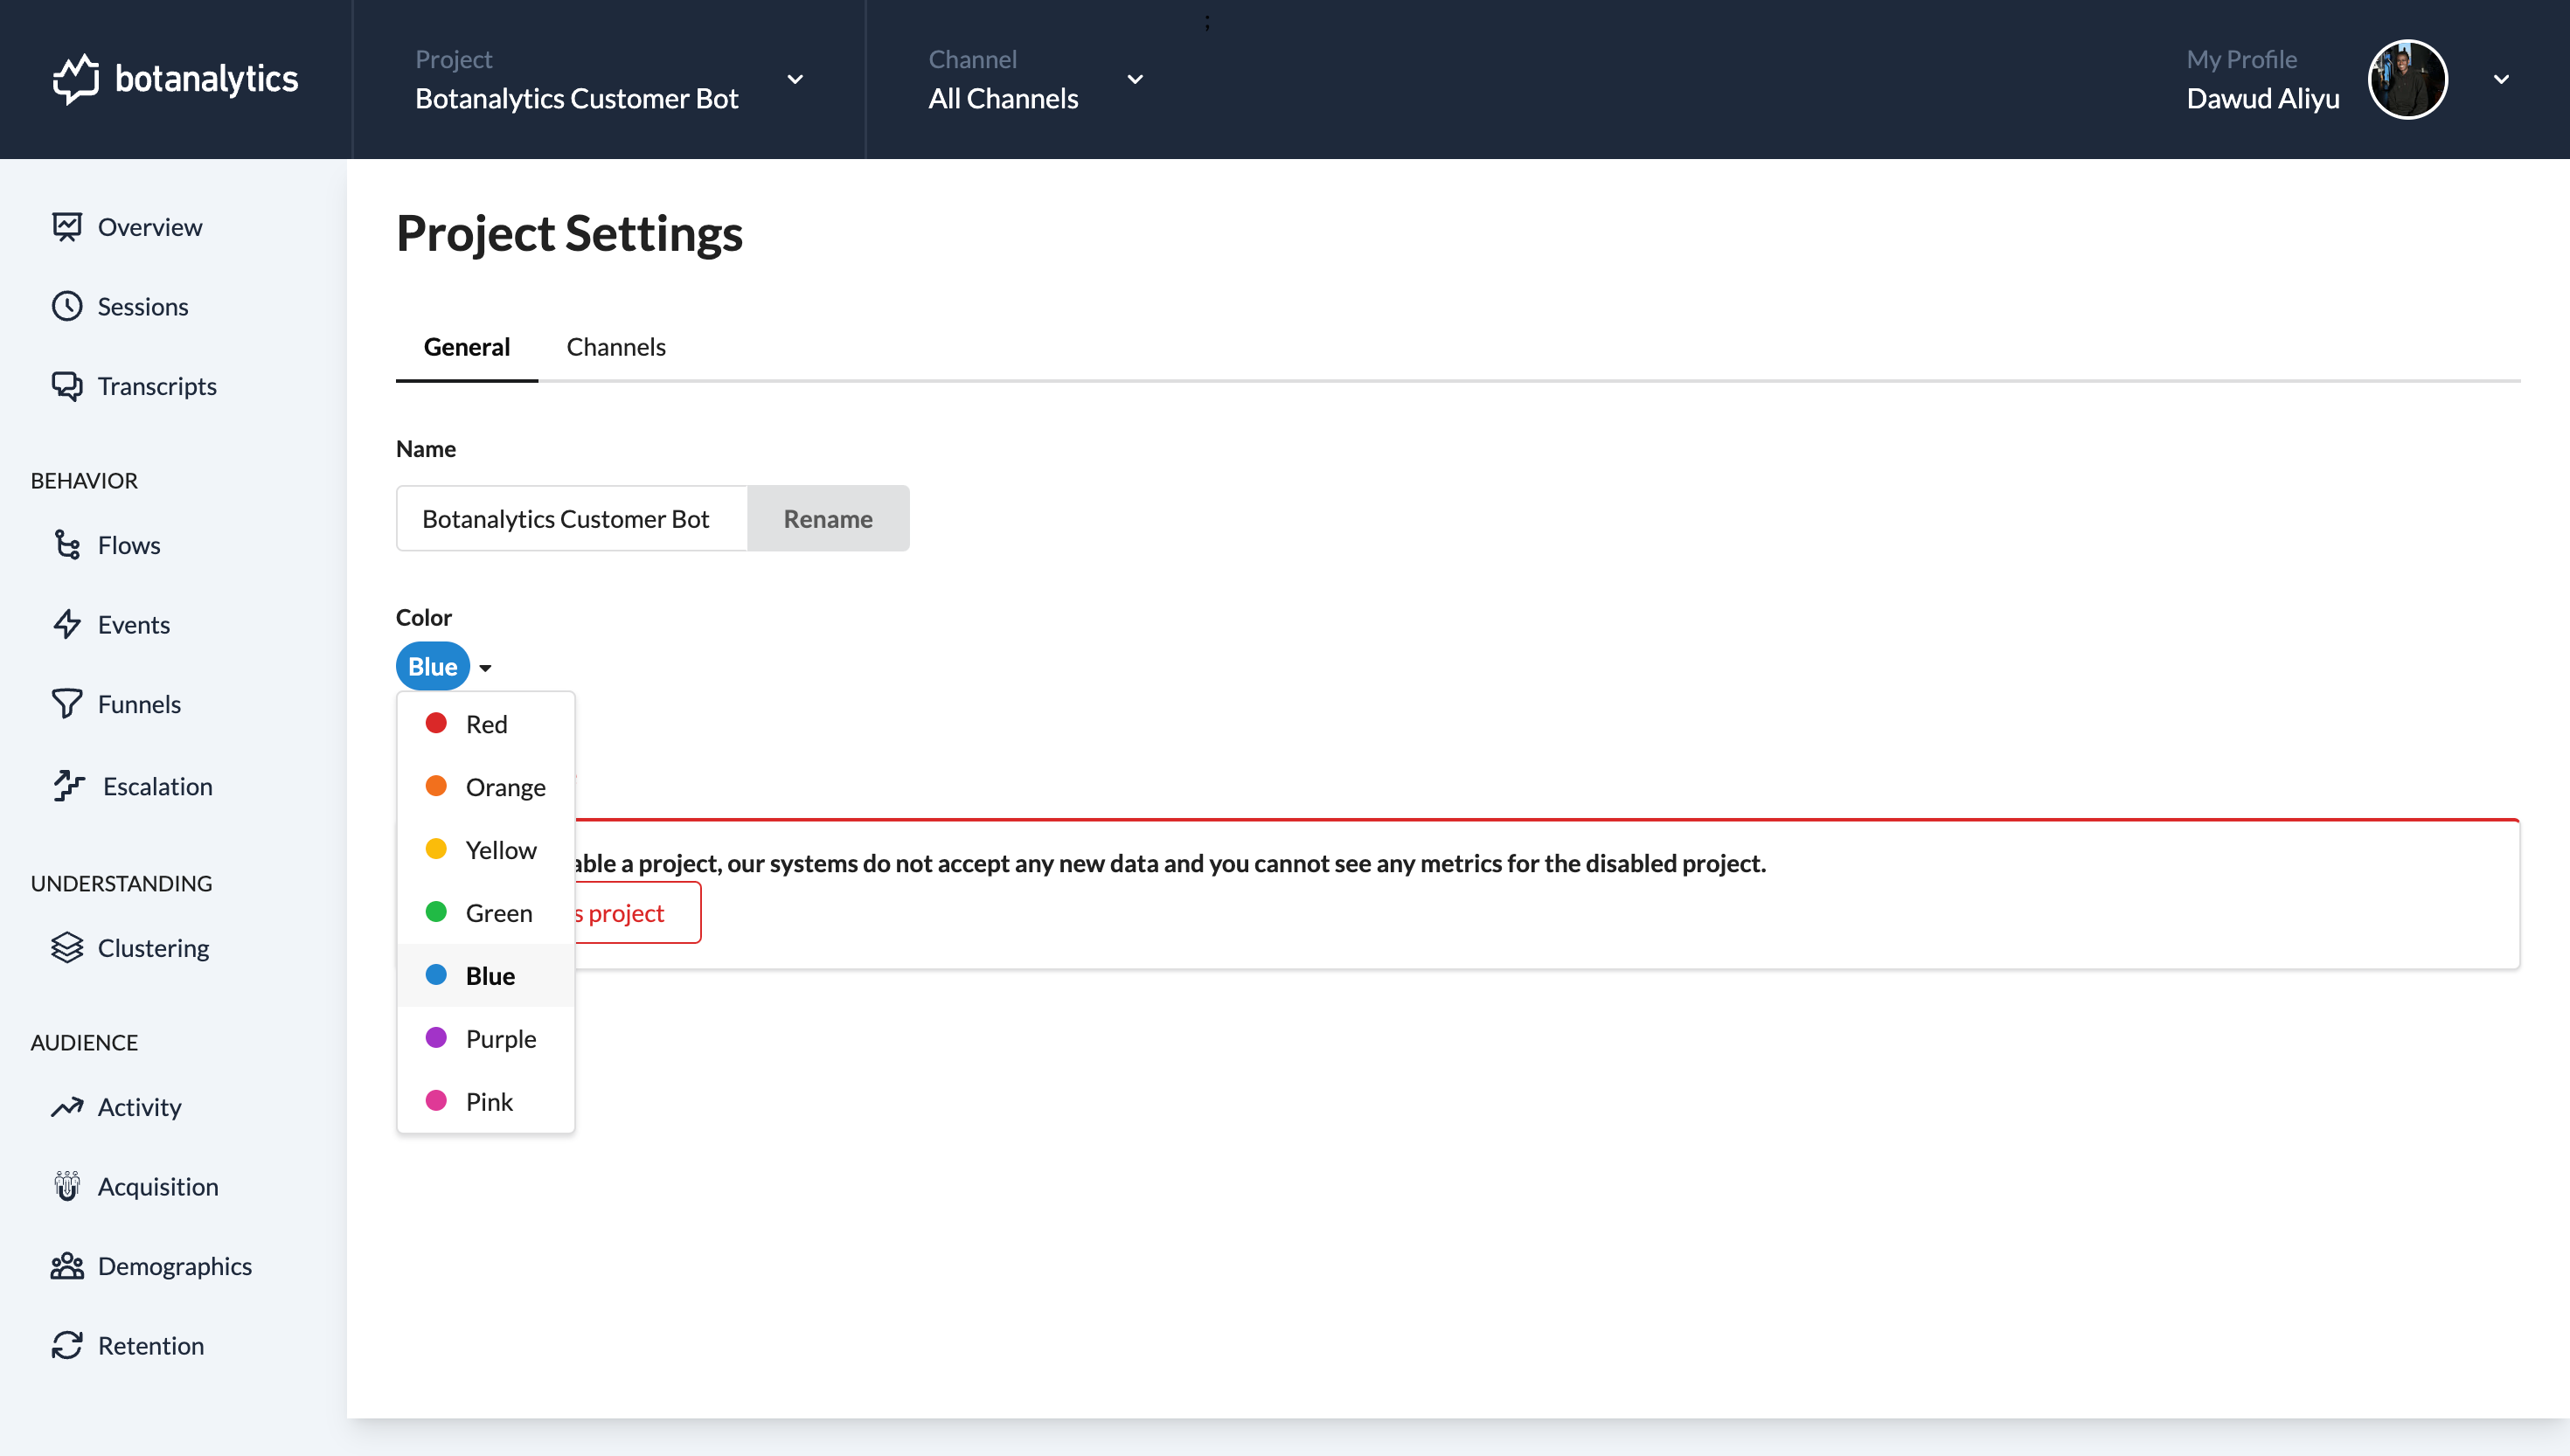 ;
botanalytics
Project
Botanalytics Customer Bot
Channel
All Channels
My Profile
Dawud Aliyu
Overview
Sessions
Transcripts
BEHAVIOR
Flows
Events
Funnels
Escalation
UNDERSTANDING
Clustering
AUDIENCE
Activity
Acquisition
Demographics
Retention
Project Settings
General Channels
Name
Botanalytics Customer Bot Rename
Color
Blue
Red
Orange
Yellow
Green
Blue
Purple
Pink
able a project, our systems do not accept any new data and you cannot see any metrics for the disabled project.
s project